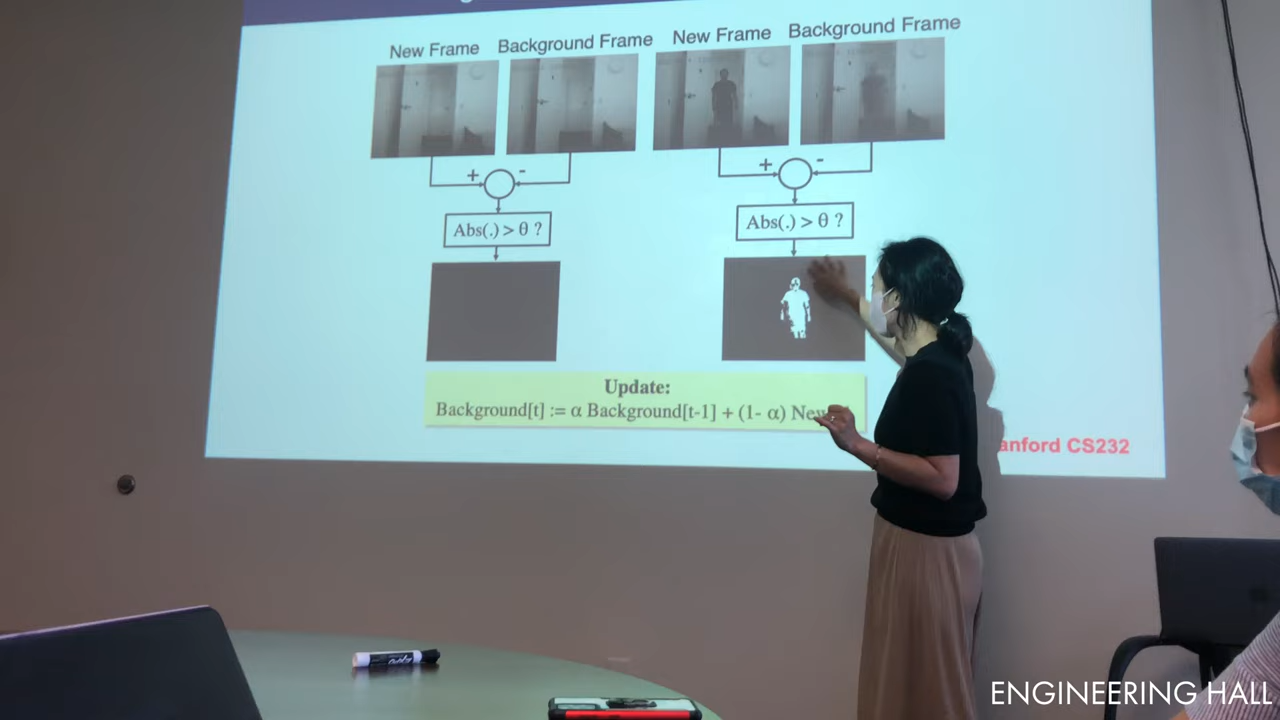 New Frame Background Frame New Frame Background Frame
+ - + -
Abs(.) > θ ? Abs(.) > θ ?
Update:
Background[t] := α Background[t-1] + (1- α) New
anford CS232
ENGINEERING HALL